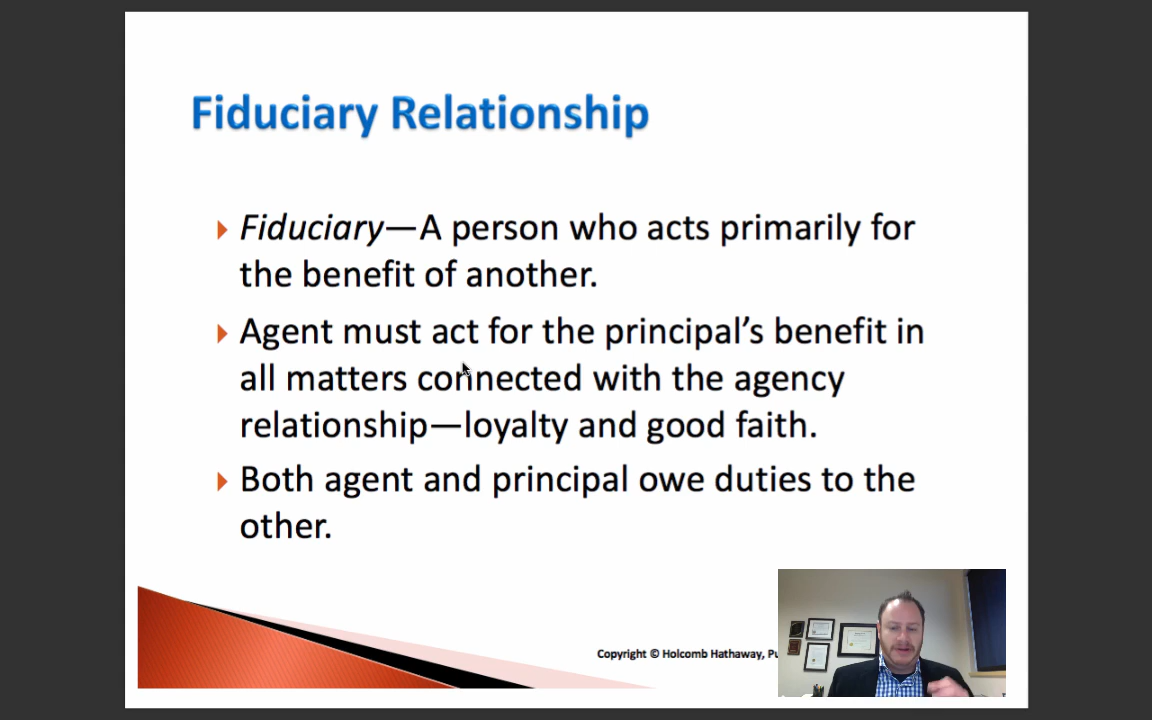 Fiduciary Relationship
Fiduciary—A person who acts primarily for
the benefit of another.
Agent must act for the principal’s benefit in
all matters connected with the agency
relationship—loyalty and good faith.
Both agent and principal owe duties to the
other.
Copyright © Holcomb Hathaway,